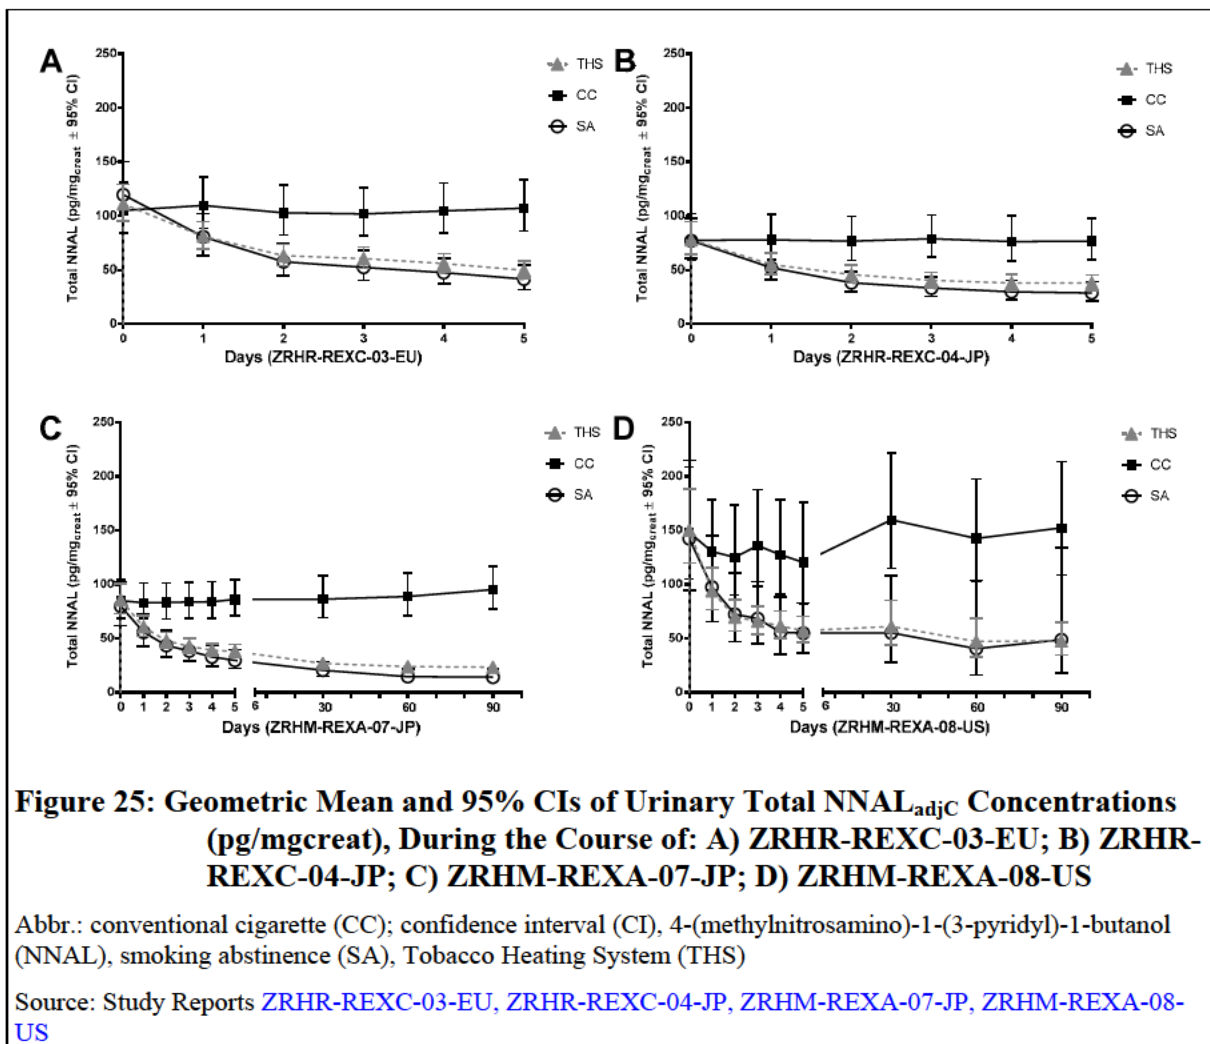 A
250
200
150
100
50
0
Total NNAL (pg/mgcreat ± 95% CI)
THS
CC
SA
0 1 2 3 4 5
Days (ZRHR-REXC-03-EU)
B
250
200
150
100
50
0
Total NNAL (pg/mgcreat ± 95% CI)
THS
CC
SA
0 1 2 3 4 5
Days (ZRHR-REXC-04-JP)
C
250
200
150
100
50
0
Total NNAL (pg/mgcreat ± 95% CI)
THS
CC
SA
0 1 2 3 4 5 6 30 60 90
Days (ZRHM-REXA-07-JP)
D
250
200
150
100
50
0
Total NNAL (pg/mgcreat ± 95% CI)
THS
CC
SA
0 1 2 3 4 5 6 30 60 90
Days (ZRHM-REXA-08-US)
Figure 25: Geometric Mean and 95% CIs of Urinary Total NNALadjC Concentrations
(pg/mgcreat), During the Course of: A) ZRHR-REXC-03-EU; B) ZRHR-
REXC-04-JP; C) ZRHM-REXA-07-JP; D) ZRHM-REXA-08-US
Abbr.: conventional cigarette (CC); confidence interval (CI), 4-(methylnitrosamino)-1-(3-pyridyl)-1-butanol
(NNAL), smoking abstinence (SA), Tobacco Heating System (THS)
Source: Study Reports ZRHR-REXC-03-EU, ZRHR-REXC-04-JP, ZRHM-REXA-07-JP, ZRHM-REXA-08-
US